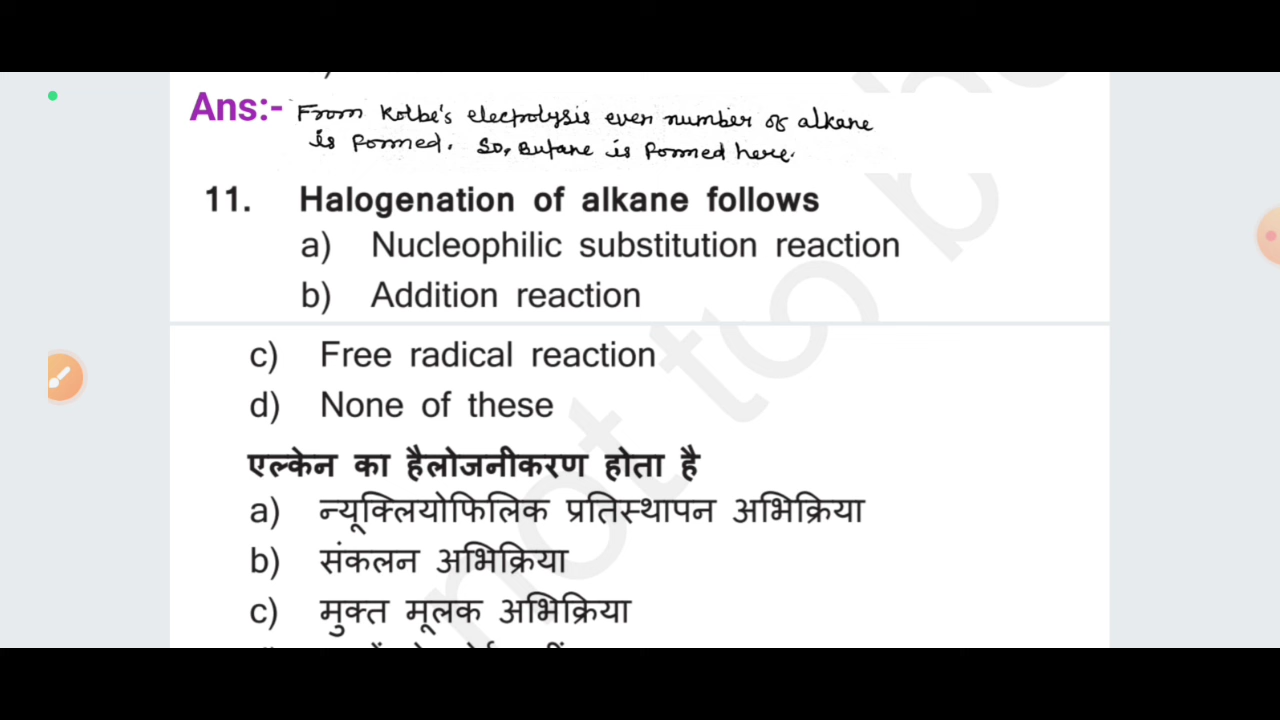 Ans:- From Kolbe's electrolysis even number of alkane
is formed. So, Butane is formed here.
11. Halogenation of alkane follows
a) Nucleophilic substitution reaction
b) Addition reaction
c) Free radical reaction
d) None of these
एल्केन का हैलोजनीकरण होता है
a) न्यूक्लियोफिलिक प्रतिस्थापन अभिक्रिया
b) संकलन अभिक्रिया
c) मुक्त मूलक अभिक्रिया
not to b